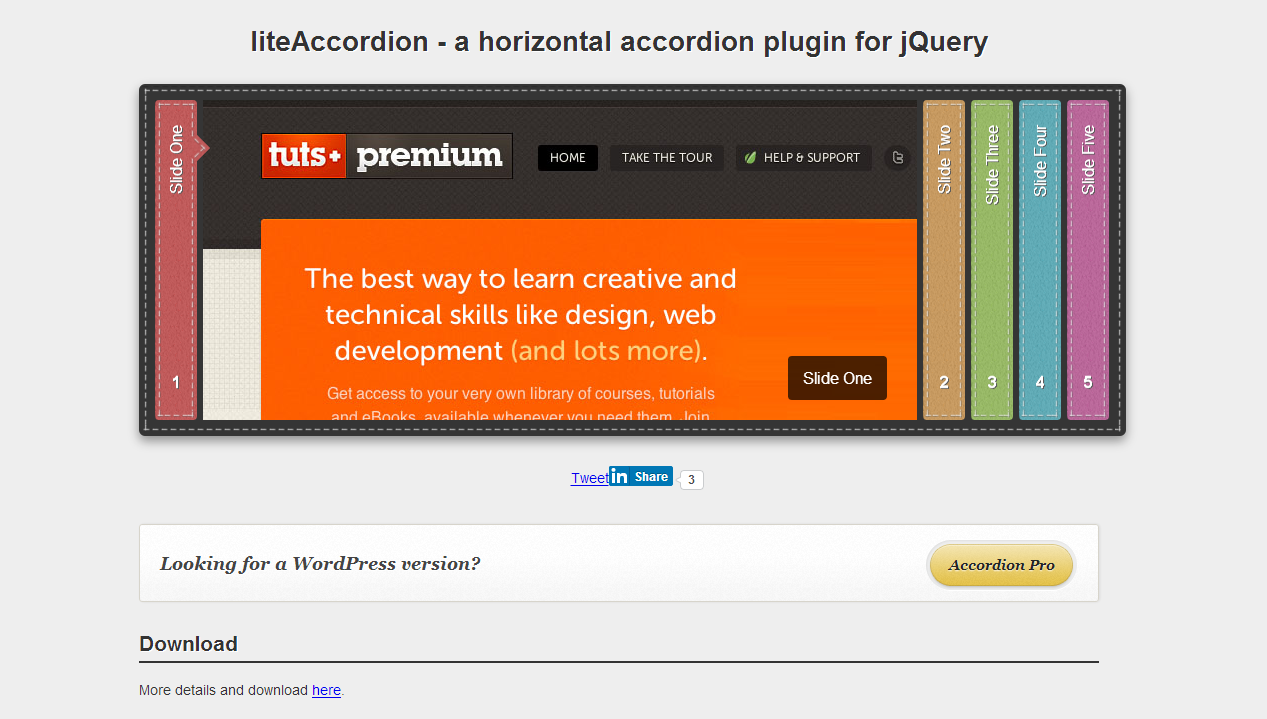 liteAccordion - a horizontal accordion plugin for jQuery
Slide One
1
tuts+ premium
HOME
TAKE THE TOUR
HELP & SUPPORT
The best way to learn creative and
technical skills like design, web
development (and lots more).
Get access to your very own library of courses, tutorials
and eBooks, available whenever you need them. Join
Slide One
Slide Two
2
Slide Three
3
Slide Four
4
Slide Five
5
Tweet in Share 3
Looking for a WordPress version?
Accordion Pro
Download
More details and download here.